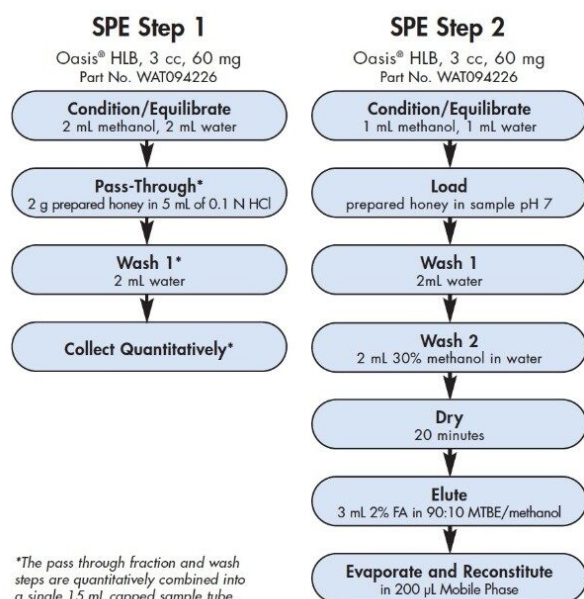 SPE Step 1
Oasis® HLB, 3 cc, 60 mg
Part No. WAT094226
Condition/Equilibrate
2 mL methanol, 2 mL water
Pass-Through*
2 g prepared honey in 5 mL of 0.1 N HCl
Wash 1*
2 mL water
Collect Quantitatively*
*The pass through fraction and wash
steps are quantitatively combined into
a single 15 mL capped sample tube
SPE Step 2
Oasis® HLB, 3 cc, 60 mg
Part No. WAT094226
Condition/Equilibrate
1 mL methanol, 1 mL water
Load
prepared honey in sample pH 7
Wash 1
2mL water
Wash 2
2 mL 30% methanol in water
Dry
20 minutes
Elute
3 mL 2% FA in 90:10 MTBE/methanol
Evaporate and Reconstitute
in 200 µL Mobile Phase